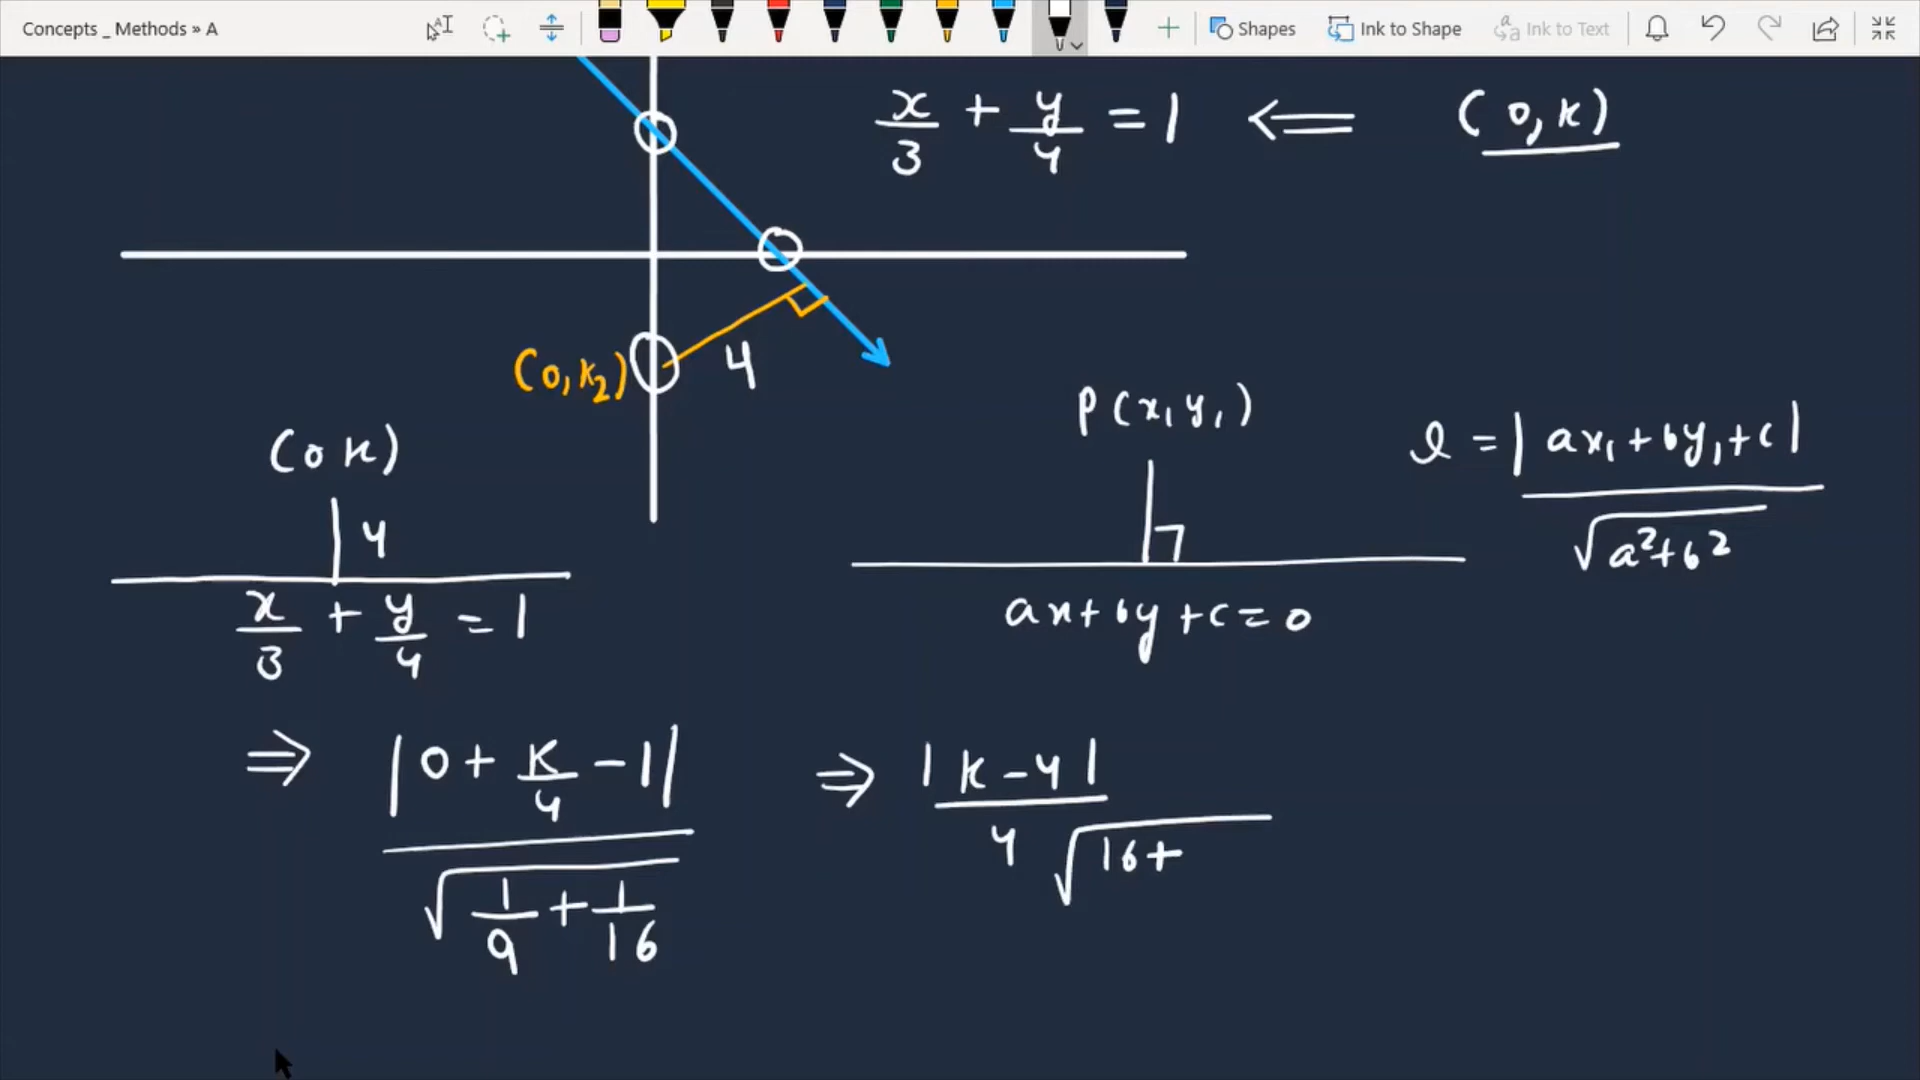 Concepts _ Methods » A
Shapes
Ink to Shape
Ink to Text
x/3 + y/4 = 1 <= (0, k)
(0, k₂)
4
P(x₁ y₁)
l = |ax₁ + by₁ + c| / √(a² + b²)
(0 k)
4
x/3 + y/4 = 1
ax + by + c = 0
⇒ |0 + k/4 - 1| / √(1/9 + 1/16)
⇒ |k - 4| / 4 √(16+